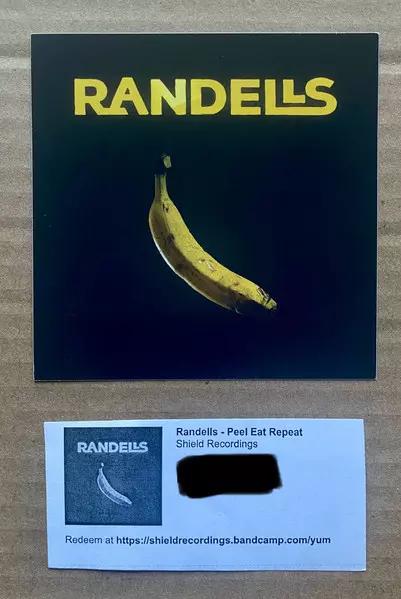 RANDELLS
RANDELLS
Randells - Peel Eat Repeat
Shield Recordings
Redeem at https://shieldrecordings.bandcamp.com/yum